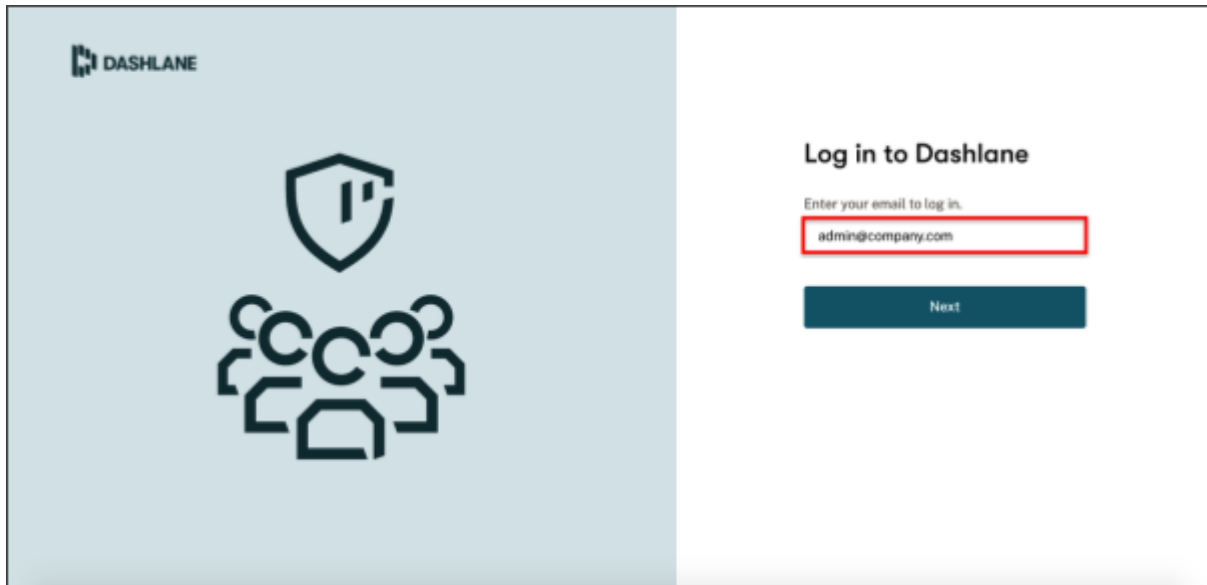 DASHLANE
Log in to Dashlane
Enter your email to log in.
admin@company.com
Next